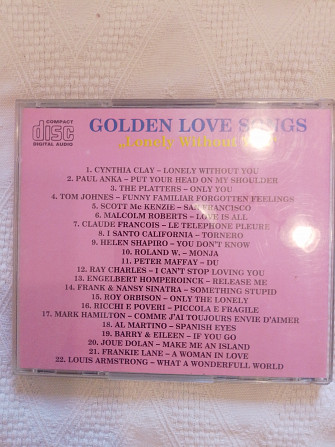 COMPACT
disc
DIGITAL AUDIO
GOLDEN LOVE SONGS
„Lonely Without You"
1. CYNTHIA CLAY – LONELY WITHOUT YOU
2. PAUL ANKA – PUT YOUR HEAD ON MY SHOULDER
3. THE PLATTERS – ONLY YOU
4. TOM JOHNES – FUNNY FAMILIAR FORGOTTEN FEELINGS
5. SCOTT Mc KENZIE – SAN FRANCISCO
6. MALCOLM ROBERTS – LOVE IS ALL
7. CLAUDE FRANCOIS – LE TELEPHONE PLEURE
8. I SANTO CALIFORNIA – TORNERO
9. HELEN SHAPIRO – YOU DON'T KNOW
10. ROLAND W. – MONJA
11. PETER MAFFAY – DU
12. RAY CHARLES – I CAN'T STOP LOVING YOU
13. ENGELBERT HOMPEROINCK – RELEASE ME
14. FRANK & NANSY SINATRA – SOMETHING STUPID
15. ROY ORBISON – ONLY THE LONELY
16. RICCHI E POVERI – PICCOLA E FRAGILE
17. MARK HAMILTON – COMME J'AI TOUJOURS ENVIE D'AIMER
18. AL MARTINO – SPANISH EYES
19. BARRY & EILEEN – IF YOU GO
20. JOUE DOLAN – MAKE ME AN ISLAND
21. FRANKIE LANE – A WOMAN IN LOVE
22. LOUIS ARMSTRONG – WHAT A WONDERFULL WORLD